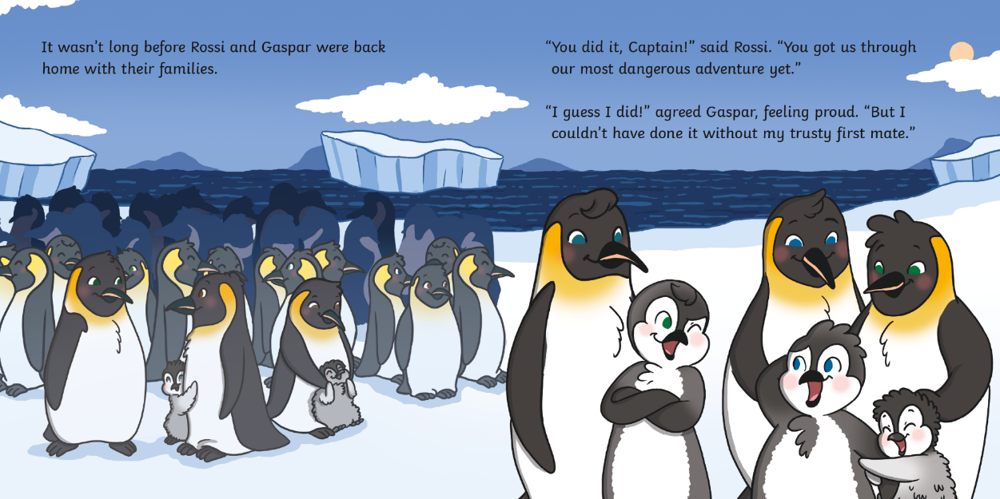 It wasn’t long before Rossi and Gaspar were back
home with their families.
“You did it, Captain!” said Rossi. “You got us through
our most dangerous adventure yet.”
“I guess I did!” agreed Gaspar, feeling proud. “But I
couldn’t have done it without my trusty first mate.”